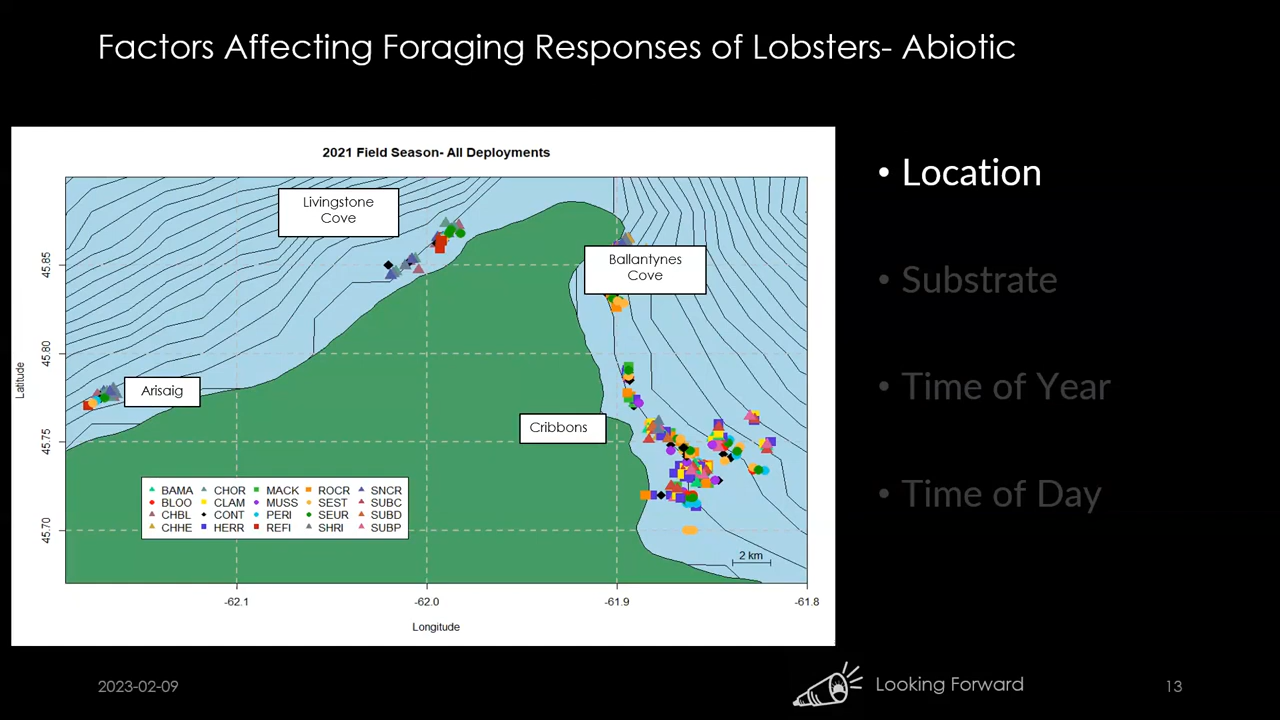 Factors Affecting Foraging Responses of Lobsters- Abiotic
2021 Field Season- All Deployments
Livingstone
Cove
Ballantynes
Cove
Arisaig
Cribbons
Latitude
45.85
45.80
45.75
45.70
BAMA CHOR MACK ROCR SNCR
BLOO CLAM MUSS SEST SUBC
CHBL CONT PERI SEUR SUBD
CHHE HERR REFI SHRI SUBP
2 km
-62.1 -62.0 -61.9 -61.8
Longitude
• Location
• Substrate
• Time of Year
• Time of Day
2023-02-09
Looking Forward
13